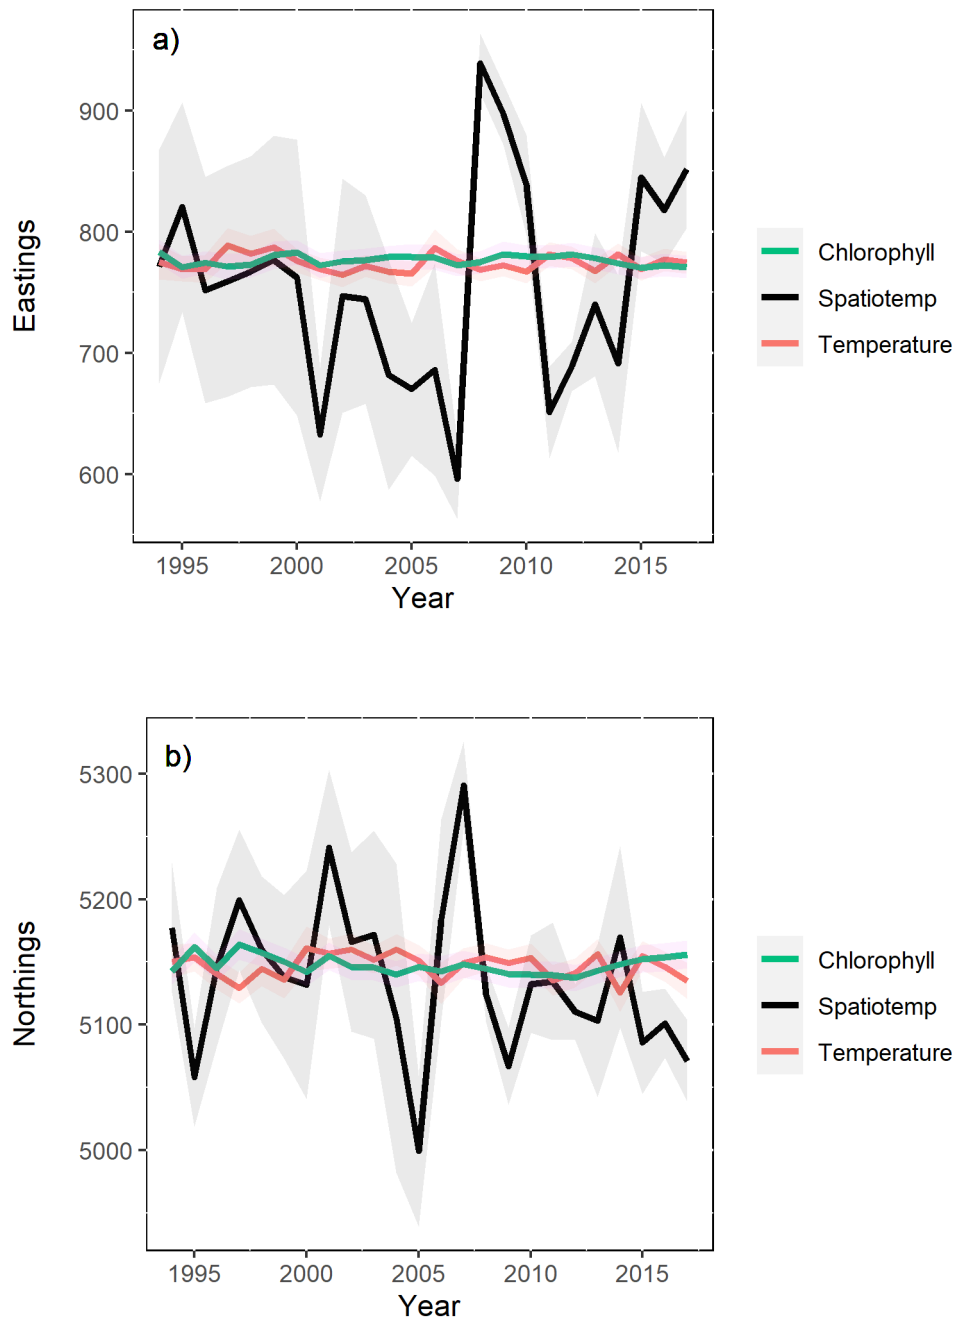 a)
900
800
700
600
Eastings
1995 2000 2005 2010 2015
Year
Chlorophyll
Spatiotemp
Temperature
b)
5300
5200
5100
5000
Northings
1995 2000 2005 2010 2015
Year
Chlorophyll
Spatiotemp
Temperature